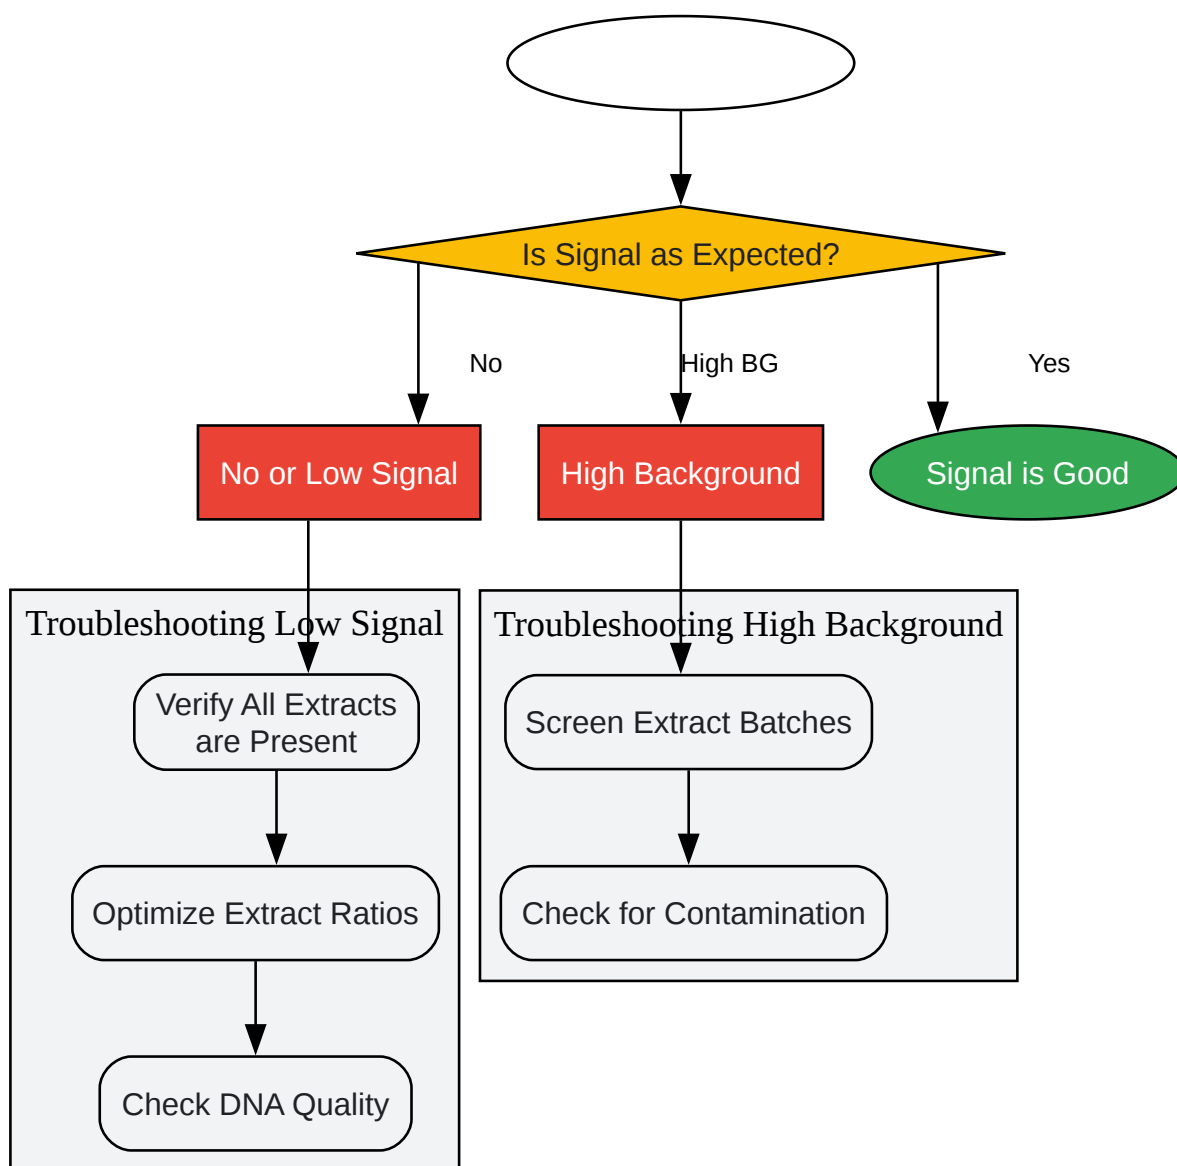 Is Signal as Expected?
No
High BG
Yes
No or Low Signal
High Background
Signal is Good
Troubleshooting Low Signal
Troubleshooting High Background
Verify All Extracts
are Present
Screen Extract Batches
Optimize Extract Ratios
Check for Contamination
Check DNA Quality